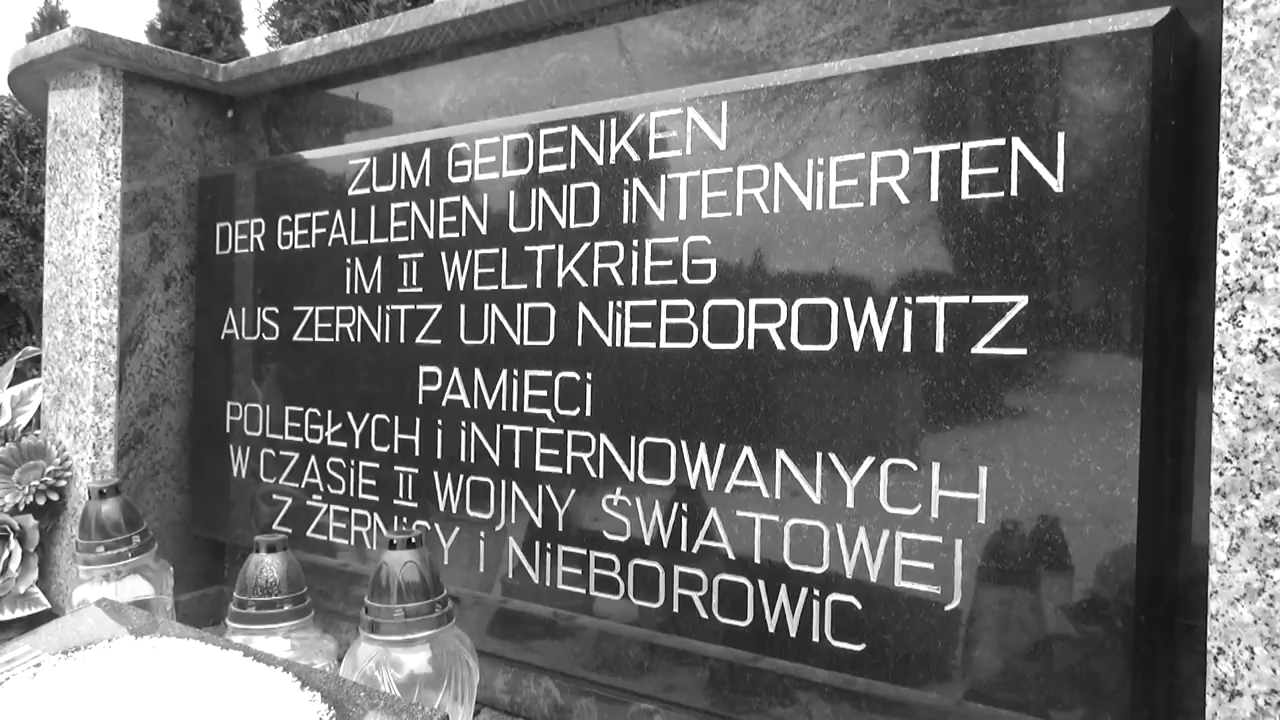 ZUM GEDENKEN
DER GEFALLENEN UND iNTERNiERTEN
iM II WELTKRiEG
AUS ZERNiTZ UND NiEBOROWiTZ
PAMiĘCi
POLEGŁYCH i iNTERNOWANYCH
W CZASiE II WOJNY ŚWiATOWEJ
Z i NiEBOROWiC